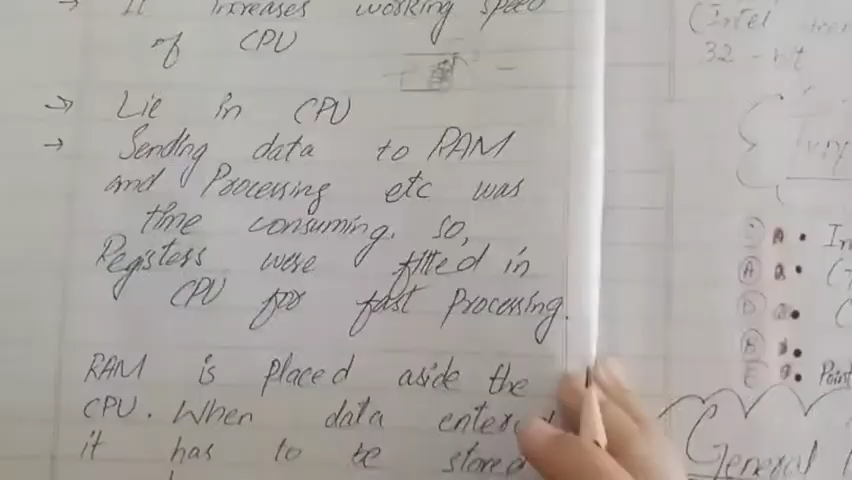 → It increases working speed
of CPU
→ Lie in CPU
→ Sending data to RAM
and Processing etc was
time consuming. so,
Registers were fitted in
CPU for fast Processing.
RAM is placed aside the
CPU. When data entered
it has to be stored
(Intel
32-bit
A
B
E
Point
General